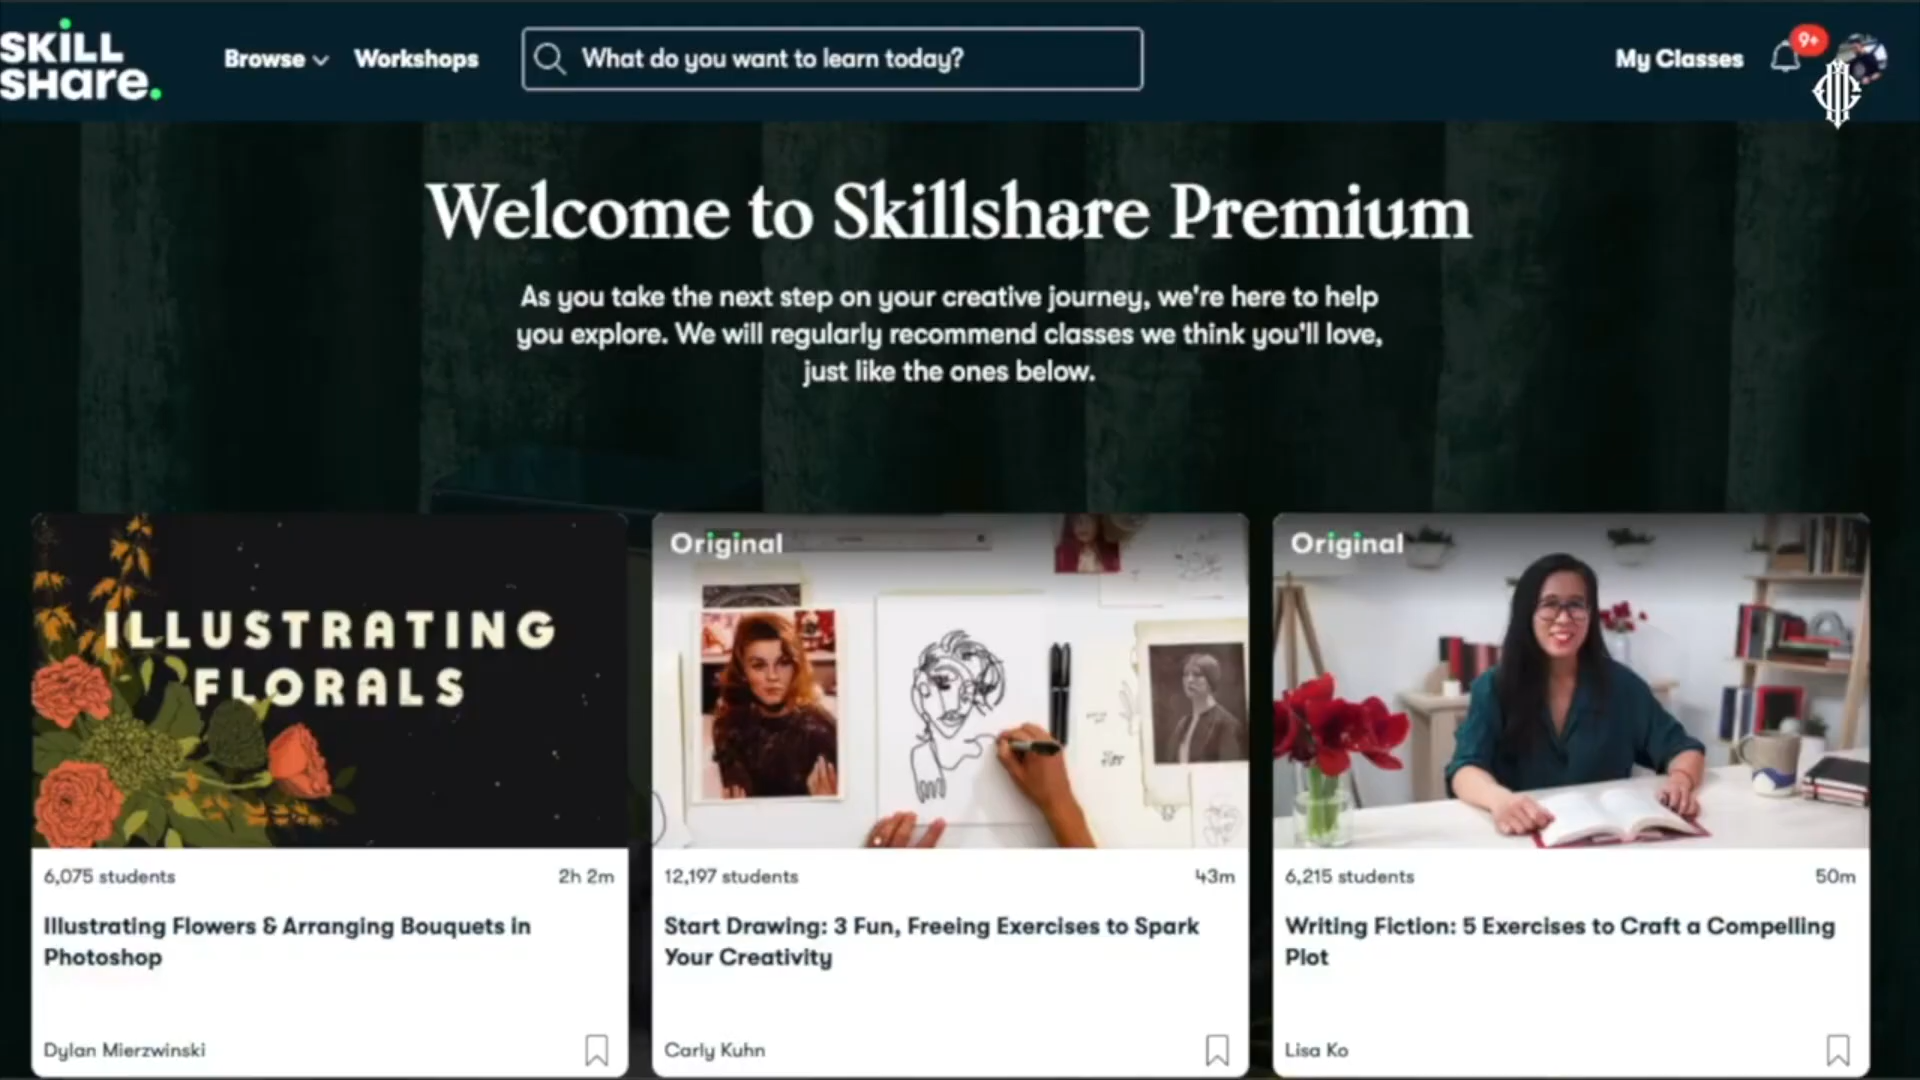 SKILL
SHare.
Browse
Workshops
What do you want to learn today?
My Classes
9+
Welcome to Skillshare Premium
As you take the next step on your creative journey, we're here to help
you explore. We will regularly recommend classes we think you'll love,
just like the ones below.
ILLUSTRATING
FLORALS
6,075 students
2h 2m
Illustrating Flowers & Arranging Bouquets in
Photoshop
Dylan Mierzwinski
Original
12,197 students
43m
Start Drawing: 3 Fun, Freeing Exercises to Spark
Your Creativity
Carly Kuhn
Original
6,215 students
50m
Writing Fiction: 5 Exercises to Craft a Compelling
Plot
Lisa Ko